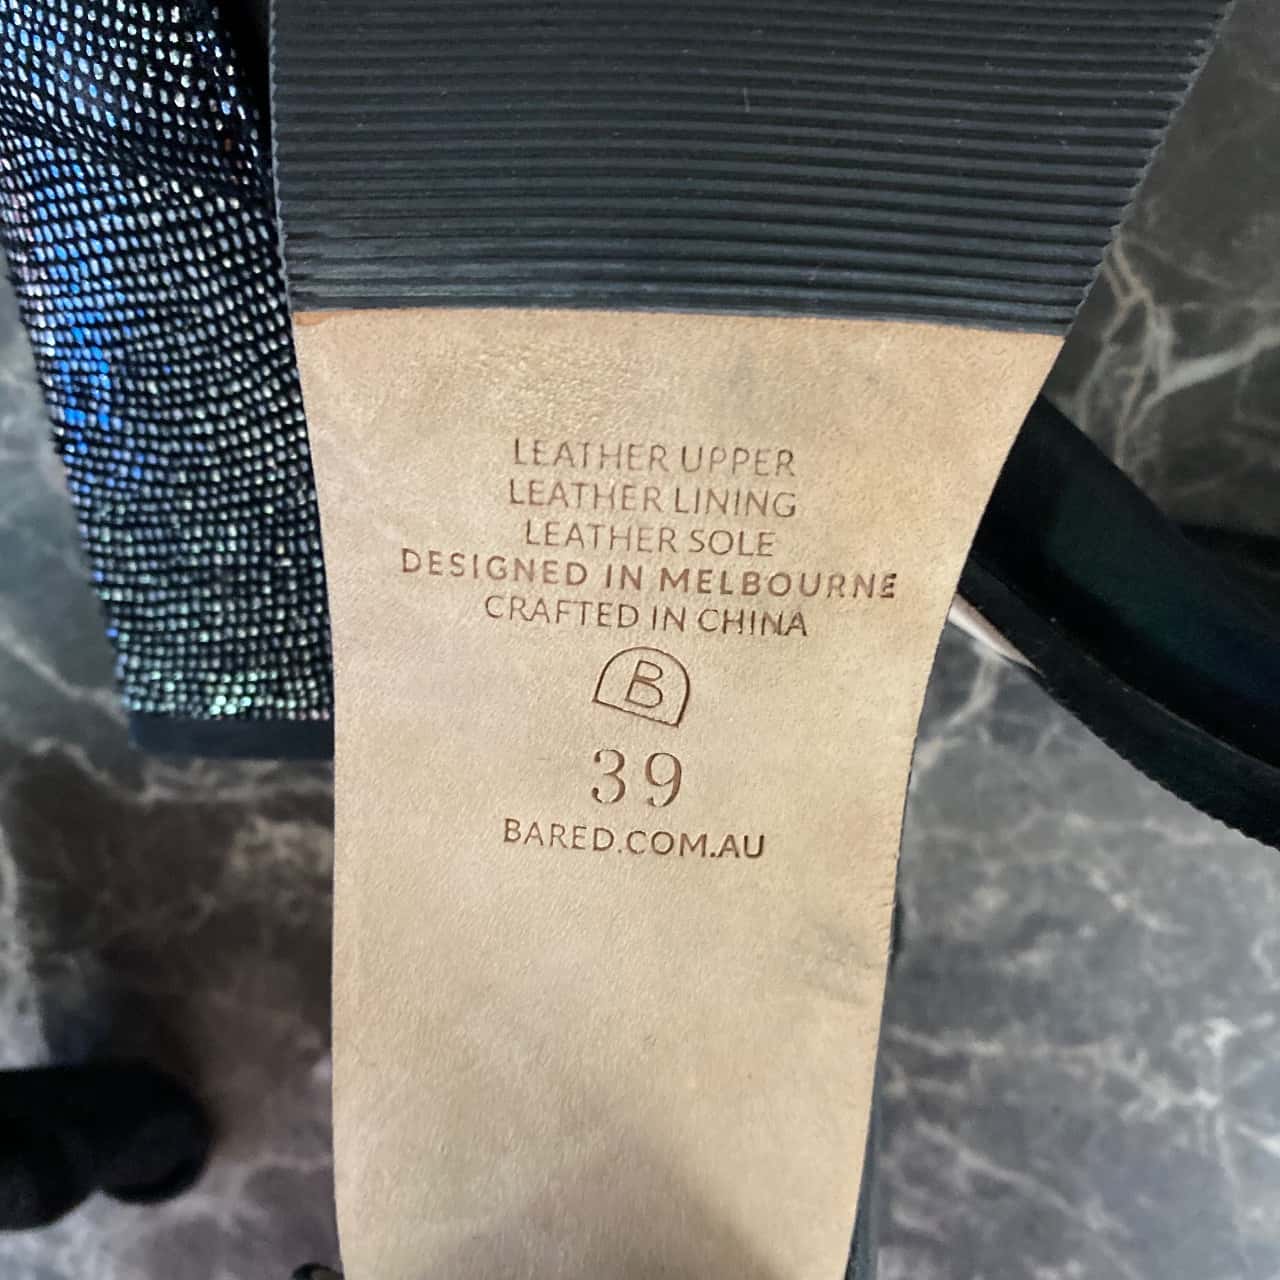 LEATHER UPPER
LEATHER LINING
LEATHER SOLE
DESIGNED IN MELBOURNE
CRAFTED IN CHINA
B
39
BARED.COM.AU